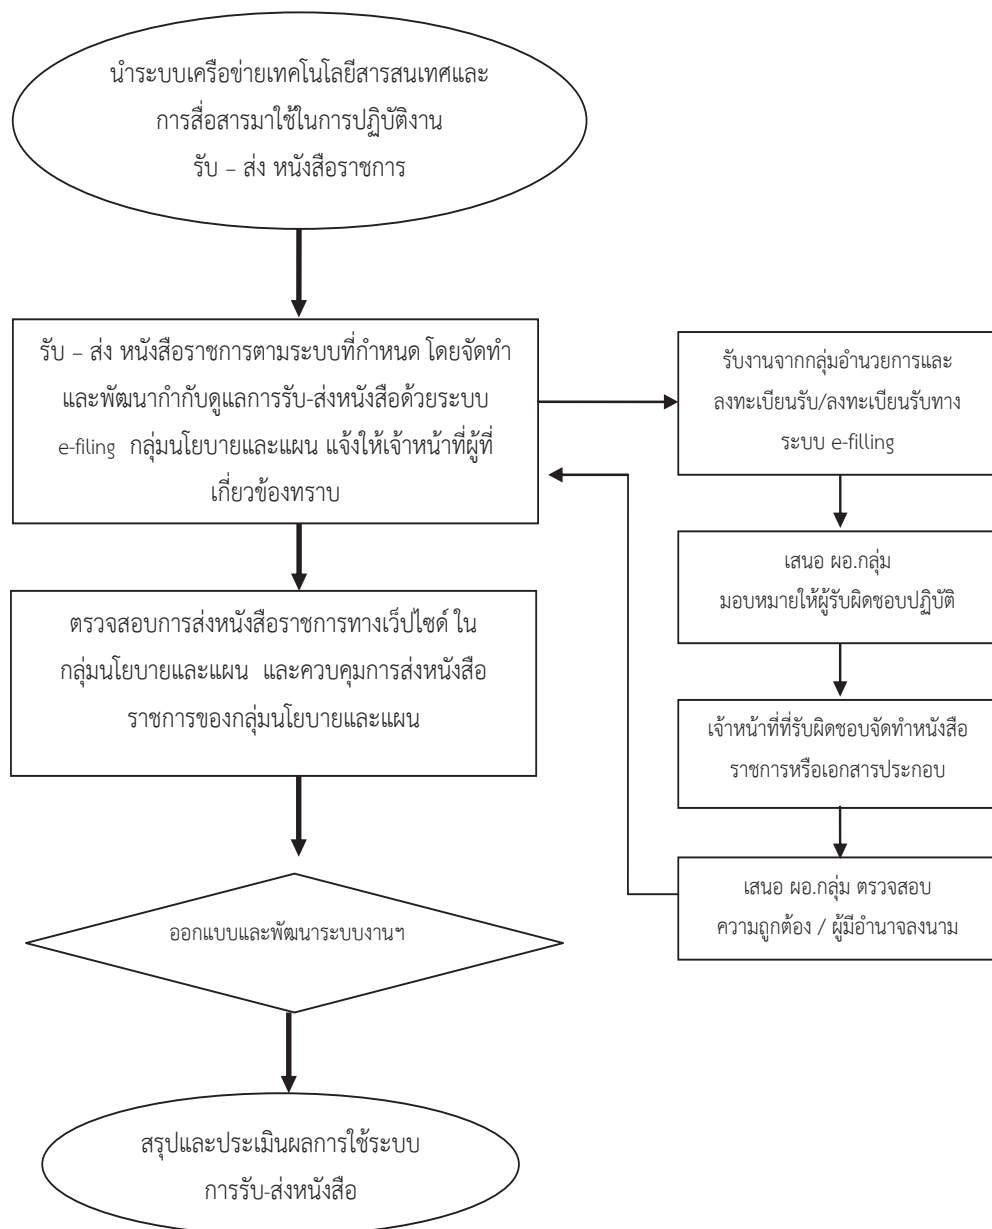 นำระบบเครือข่ายเทคโนโลยีสารสนเทศและ
การสื่อสารมาใช้ในการปฏิบัติงาน
รับ – ส่ง หนังสือราชการ
รับ – ส่ง หนังสือราชการตามระบบที่กำหนด โดยจัดทำ
และพัฒนากำกับดูแลการรับ-ส่งหนังสือด้วยระบบ
e-filing กลุ่มนโยบายและแผน แจ้งให้เจ้าหน้าที่ผู้ที่
เกี่ยวข้องทราบ
ตรวจสอบการส่งหนังสือราชการทางเว็ปไซด์ ใน
กลุ่มนโยบายและแผน และควบคุมการส่งหนังสือ
ราชการของกลุ่มนโยบายและแผน
ออกแบบและพัฒนาระบบงานฯ
สรุปและประเมินผลการใช้ระบบ
การรับ-ส่งหนังสือ
รับงานจากกลุ่มอำนวยการและ
ลงทะเบียนรับ/ลงทะเบียนรับทาง
ระบบ e-filling
เสนอ ผอ.กลุ่ม
มอบหมายให้ผู้รับผิดชอบปฏิบัติ
เจ้าหน้าที่ที่รับผิดชอบจัดทำหนังสือ
ราชการหรือเอกสารประกอบ
เสนอ ผอ.กลุ่ม ตรวจสอบ
ความถูกต้อง / ผู้มีอำนาจลงนาม